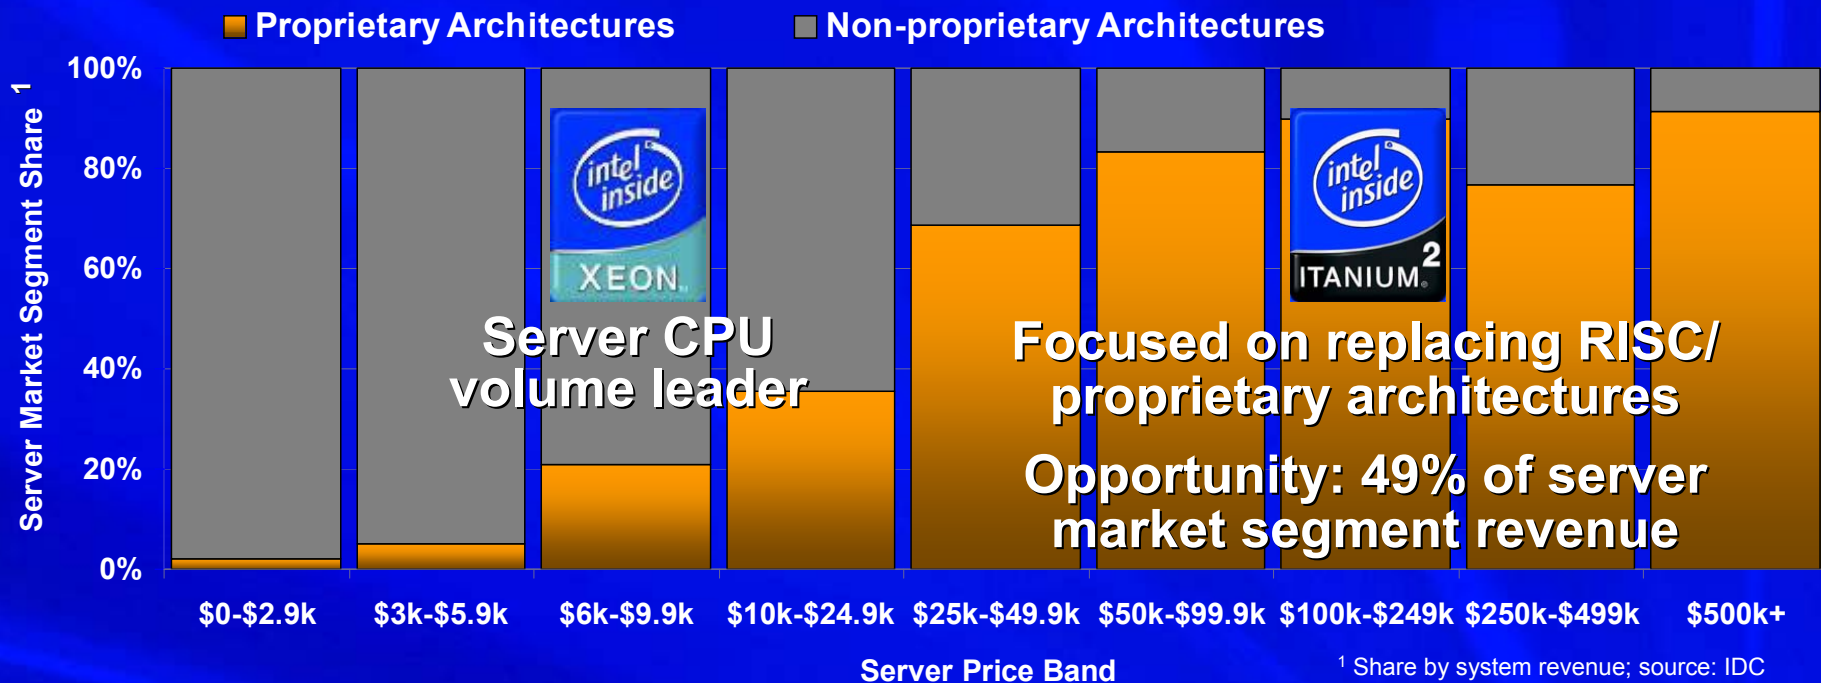 Proprietary Architectures
Non-proprietary Architectures
Server Market Segment Share 1
100%
80%
60%
40%
20%
0%
intel
inside
XEON™
Server CPU
volume leader
intel
inside
ITANIUM® 2
Focused on replacing RISC/
proprietary architectures
Opportunity: 49% of server
market segment revenue
$0-$2.9k
$3k-$5.9k
$6k-$9.9k
$10k-$24.9k
$25k-$49.9k
$50k-$99.9k
$100k-$249k
$250k-$499k
$500k+
Server Price Band
1 Share by system revenue; source: IDC